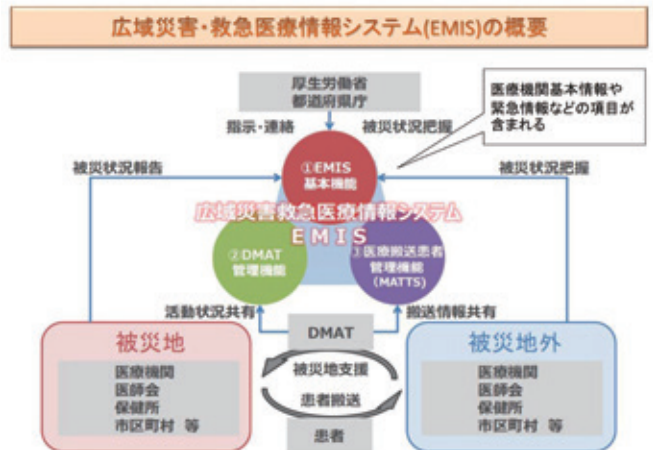 広域災害・救急医療情報システム(EMIS)の概要
厚生労働省
都道府県庁
医療機関基本情報や
緊急情報などの項目が
含まれる
指示・連絡
被災状況把握
被災状況報告
①EMIS
基本機能
被災状況把握
広域災害救急医療情報システム
EMIS
②DMAT
管理機能
③医療搬送患者
管理機能
(MATTS)
活動状況共有
搬送情報共有
DMAT
被災地
医療機関
医師会
保健所
市区町村 等
被災地支援
患者搬送
患者
被災地外
医療機関
医師会
保健所
市区町村 等